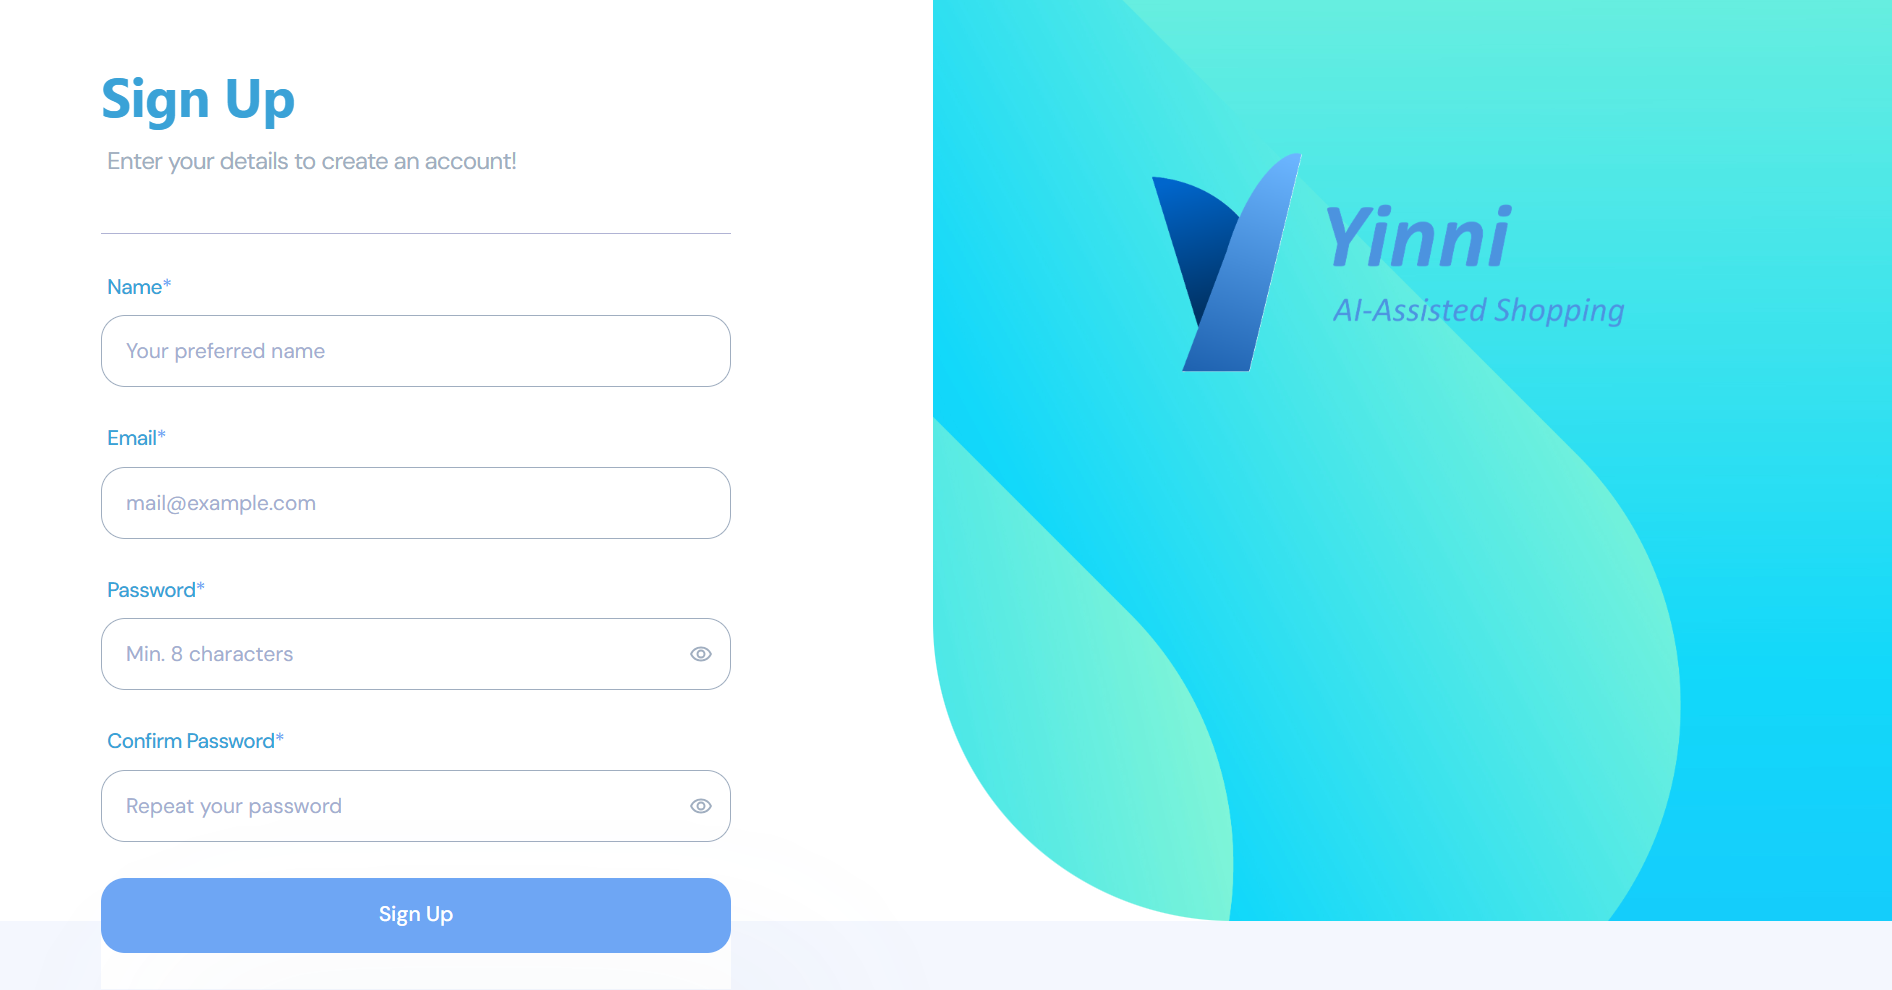 Sign Up
Enter your details to create an account!
Name*
Your preferred name
Email*
mail@example.com
Password*
Min. 8 characters
Confirm Password*
Repeat your password
Sign Up
Yinni
AI-Assisted Shopping